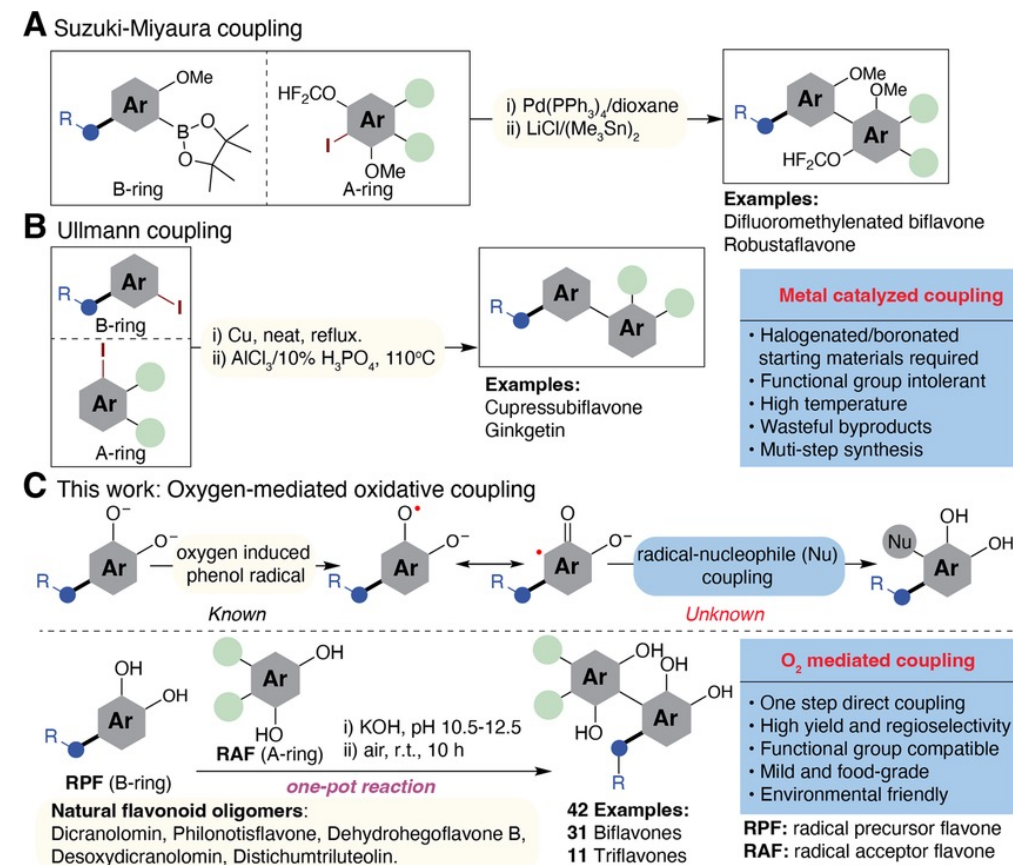 A Suzuki-Miyaura coupling
OMe
Ar
R
B
O
O
B-ring
HF₂CO
Ar
I
OMe
A-ring
i) Pd(PPh₃)₄/dioxane
ii) LiCl/(Me₃Sn)₂
OMe
OMe
Ar
R
Ar
HF₂CO
Examples:
Difluoromethylenated biflavone
Robustaflavone
B Ullmann coupling
Ar
R
I
B-ring
I
Ar
A-ring
i) Cu, neat, reflux.
ii) AlCl₃/10% H₃PO₄, 110°C
Ar
R
Ar
Examples:
Cupressubiflavone
Ginkgetin
Metal catalyzed coupling
• Halogenated/boronated
starting materials required
• Functional group intolerant
• High temperature
• Wasteful byproducts
• Muti-step synthesis
C This work: Oxygen-mediated oxidative coupling
O⁻
O⁻
Ar
R
oxygen induced
phenol radical
Known
O•
O⁻
Ar
R
O
•
O⁻
Ar
R
radical-nucleophile (Nu)
coupling
Unknown
OH
Nu
OH
Ar
R
OH
OH
Ar
R
RPF (B-ring)
OH
Ar
HO
RAF (A-ring)
i) KOH, pH 10.5-12.5
ii) air, r.t., 10 h
one-pot reaction
OH
OH
Ar
OH
HO
Ar
R
Natural flavonoid oligomers:
Dicranolomin, Philonotisflavone, Dehydrohegoflavone B,
Desoxydicranolomin, Distichumtriluteolin.
42 Examples:
31 Biflavones
11 Triflavones
O₂ mediated coupling
• One step direct coupling
• High yield and regioselectivity
• Functional group compatible
• Mild and food-grade
• Environmental friendly
RPF: radical precursor flavone
RAF: radical acceptor flavone